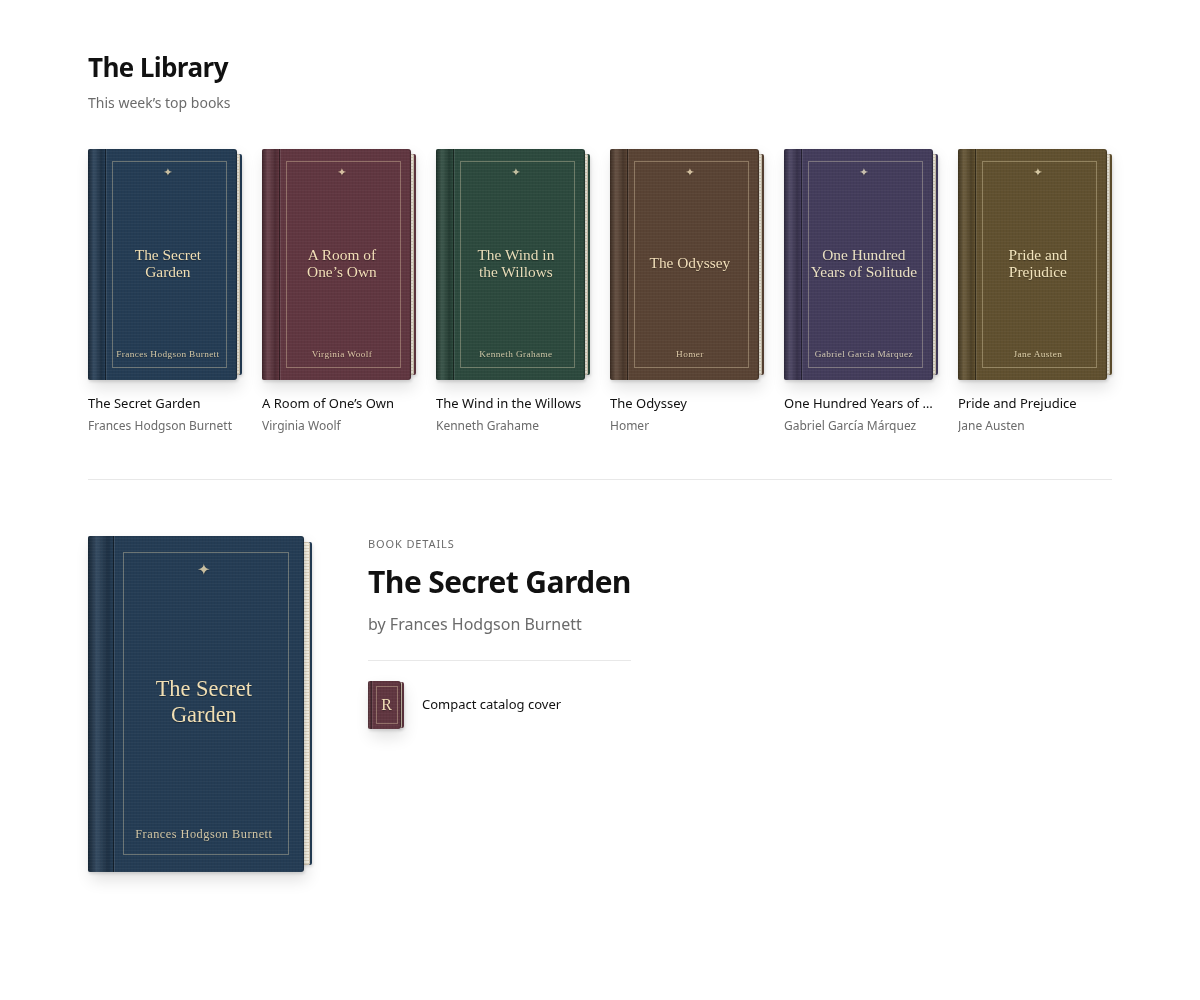 The Library
This week’s top books
✦
The Secret
Garden
Frances Hodgson Burnett
✦
A Room of
One’s Own
Virginia Woolf
✦
The Wind in
the Willows
Kenneth Grahame
✦
The Odyssey
Homer
✦
One Hundred
Years of Solitude
Gabriel García Márquez
✦
Pride and
Prejudice
Jane Austen
The Secret Garden
Frances Hodgson Burnett
A Room of One’s Own
Virginia Woolf
The Wind in the Willows
Kenneth Grahame
The Odyssey
Homer
One Hundred Years of ...
Gabriel García Márquez
Pride and Prejudice
Jane Austen
✦
The Secret
Garden
Frances Hodgson Burnett
BOOK DETAILS
The Secret Garden
by Frances Hodgson Burnett
R
Compact catalog cover